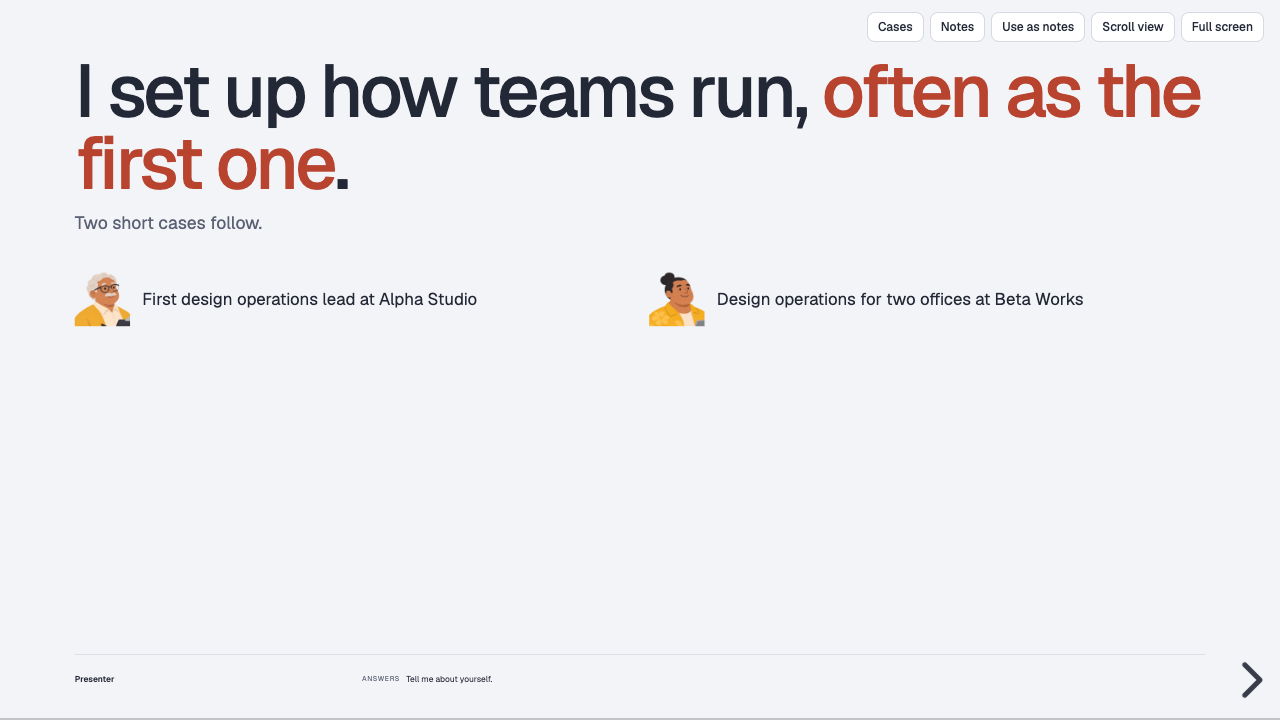 Cases
Notes
Use as notes
Scroll view
Full screen
I set up how teams run, often as the
first one.
Two short cases follow.
First design operations lead at Alpha Studio
Design operations for two offices at Beta Works
Presenter
ANSWERS Tell me about yourself.